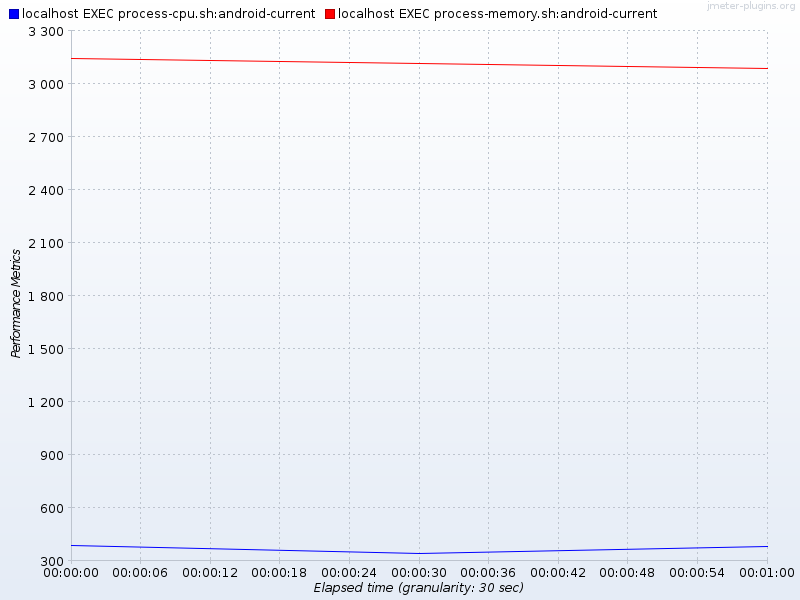 localhost EXEC process-cpu.sh:android-current localhost EXEC process-memory.sh:android-current
jmeter-plugins.org
3 300
3 000
2 700
2 400
2 100
1 800
1 500
1 200
900
600
300
Performance Metrics
00:00:00 00:00:06 00:00:12 00:00:18 00:00:24 00:00:30 00:00:36 00:00:42 00:00:48 00:00:54 00:01:00
Elapsed time (granularity: 30 sec)